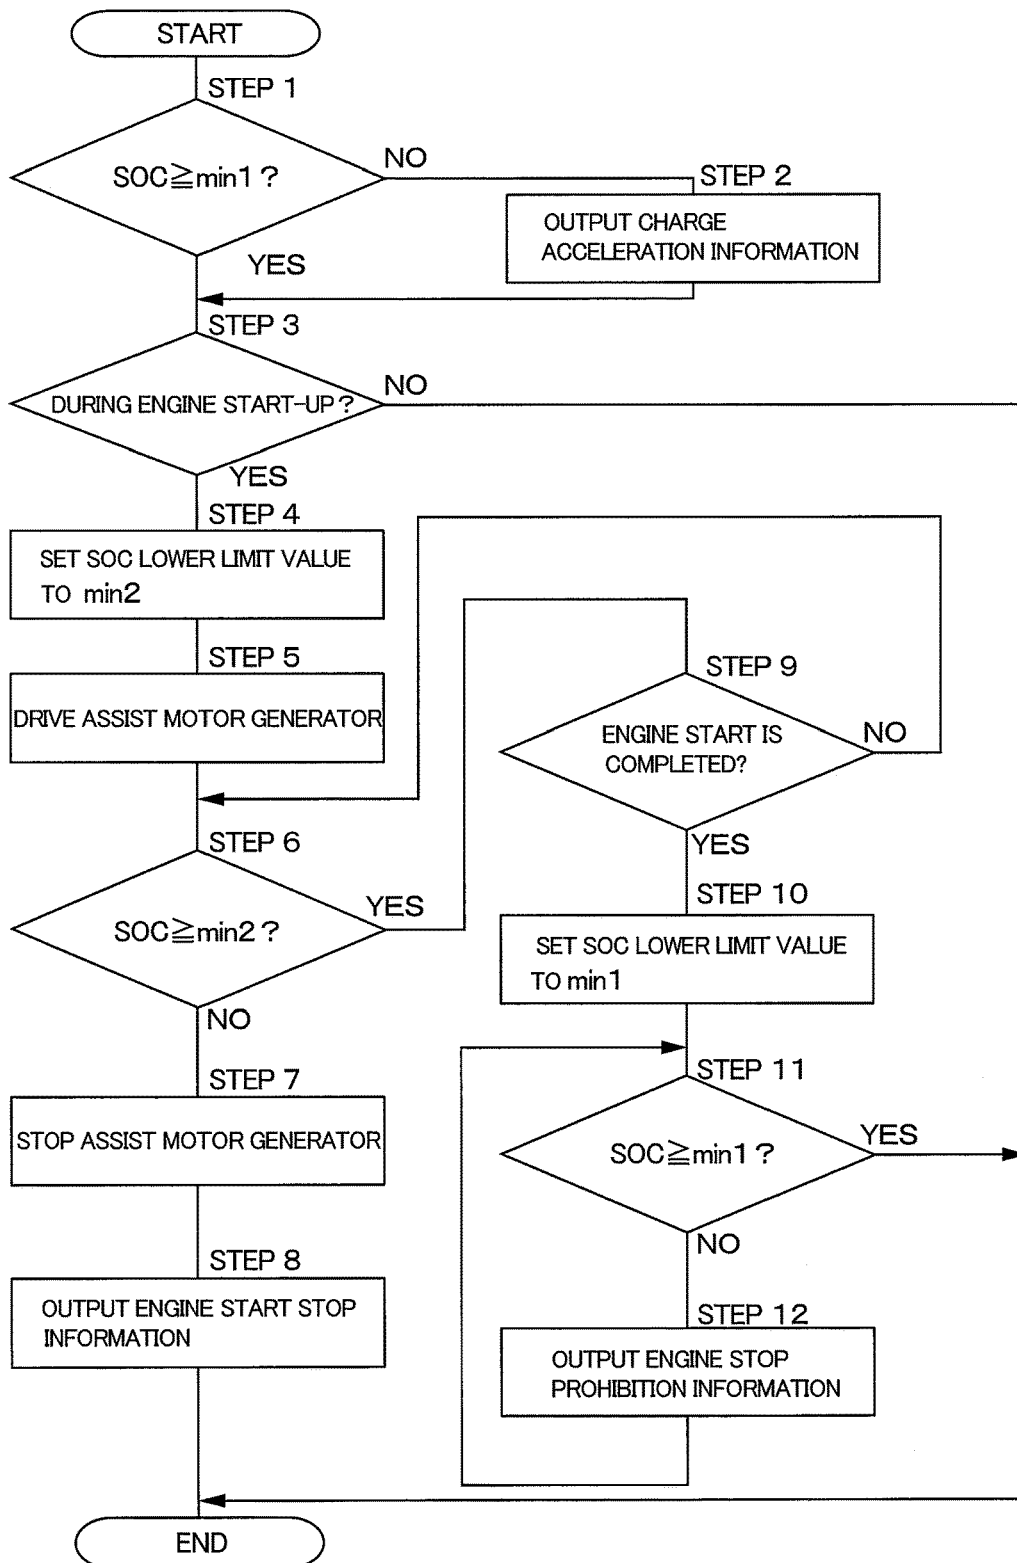 START
STEP 1
SOC≧min1?
NO
STEP 2
OUTPUT CHARGE
ACCELERATION INFORMATION
YES
STEP 3
DURING ENGINE START-UP?
NO
YES
STEP 4
SET SOC LOWER LIMIT VALUE
TO min2
STEP 5
DRIVE ASSIST MOTOR GENERATOR
STEP 6
SOC≧min2?
YES
NO
STEP 7
STOP ASSIST MOTOR GENERATOR
STEP 8
OUTPUT ENGINE START STOP
INFORMATION
STEP 9
ENGINE START IS
COMPLETED?
NO
YES
STEP 10
SET SOC LOWER LIMIT VALUE
TO min1
STEP 11
SOC≧min1?
YES
NO
STEP 12
OUTPUT ENGINE STOP
PROHIBITION INFORMATION
END